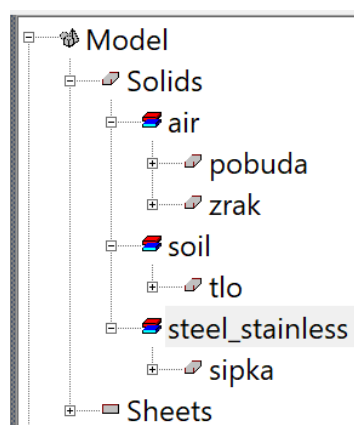 Model
Solids
air
pobuda
zrak
soil
tlo
steel_stainless
sipka
Sheets